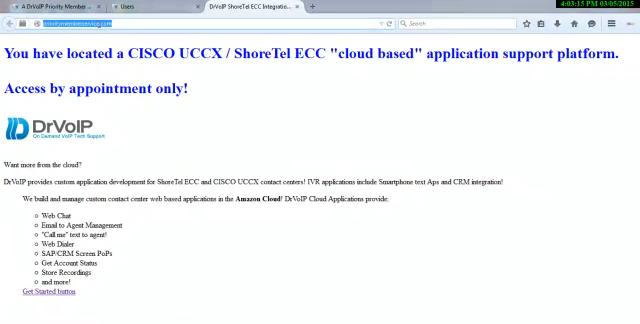 4:03:15 PM 03/05/2015
A DrVoIP Priority Member ...
Users
DrVoIP ShoreTel ECC Integratio...
prioritymemberservice.com
Search
You have located a CISCO UCCX / ShoreTel ECC "cloud based" application support platform.
Access by appointment only!
DrVoIP
On Demand VoIP Tech Support
Want more from the cloud?
DrVoIP provides custom application development for ShoreTel ECC and CISCO UCCX contact centers! IVR applications include Smartphone text Aps and CRM integration!
We build and manage custom contact center web based applications in the Amazon Cloud! DrVoIP Cloud Applications provide:
Web Chat
Email to Agent Management
"Call me" text to agent!
Web Dialer
SAP/CRM Screen PoPs
Get Account Status
Store Recordings
and more!
Get Started button